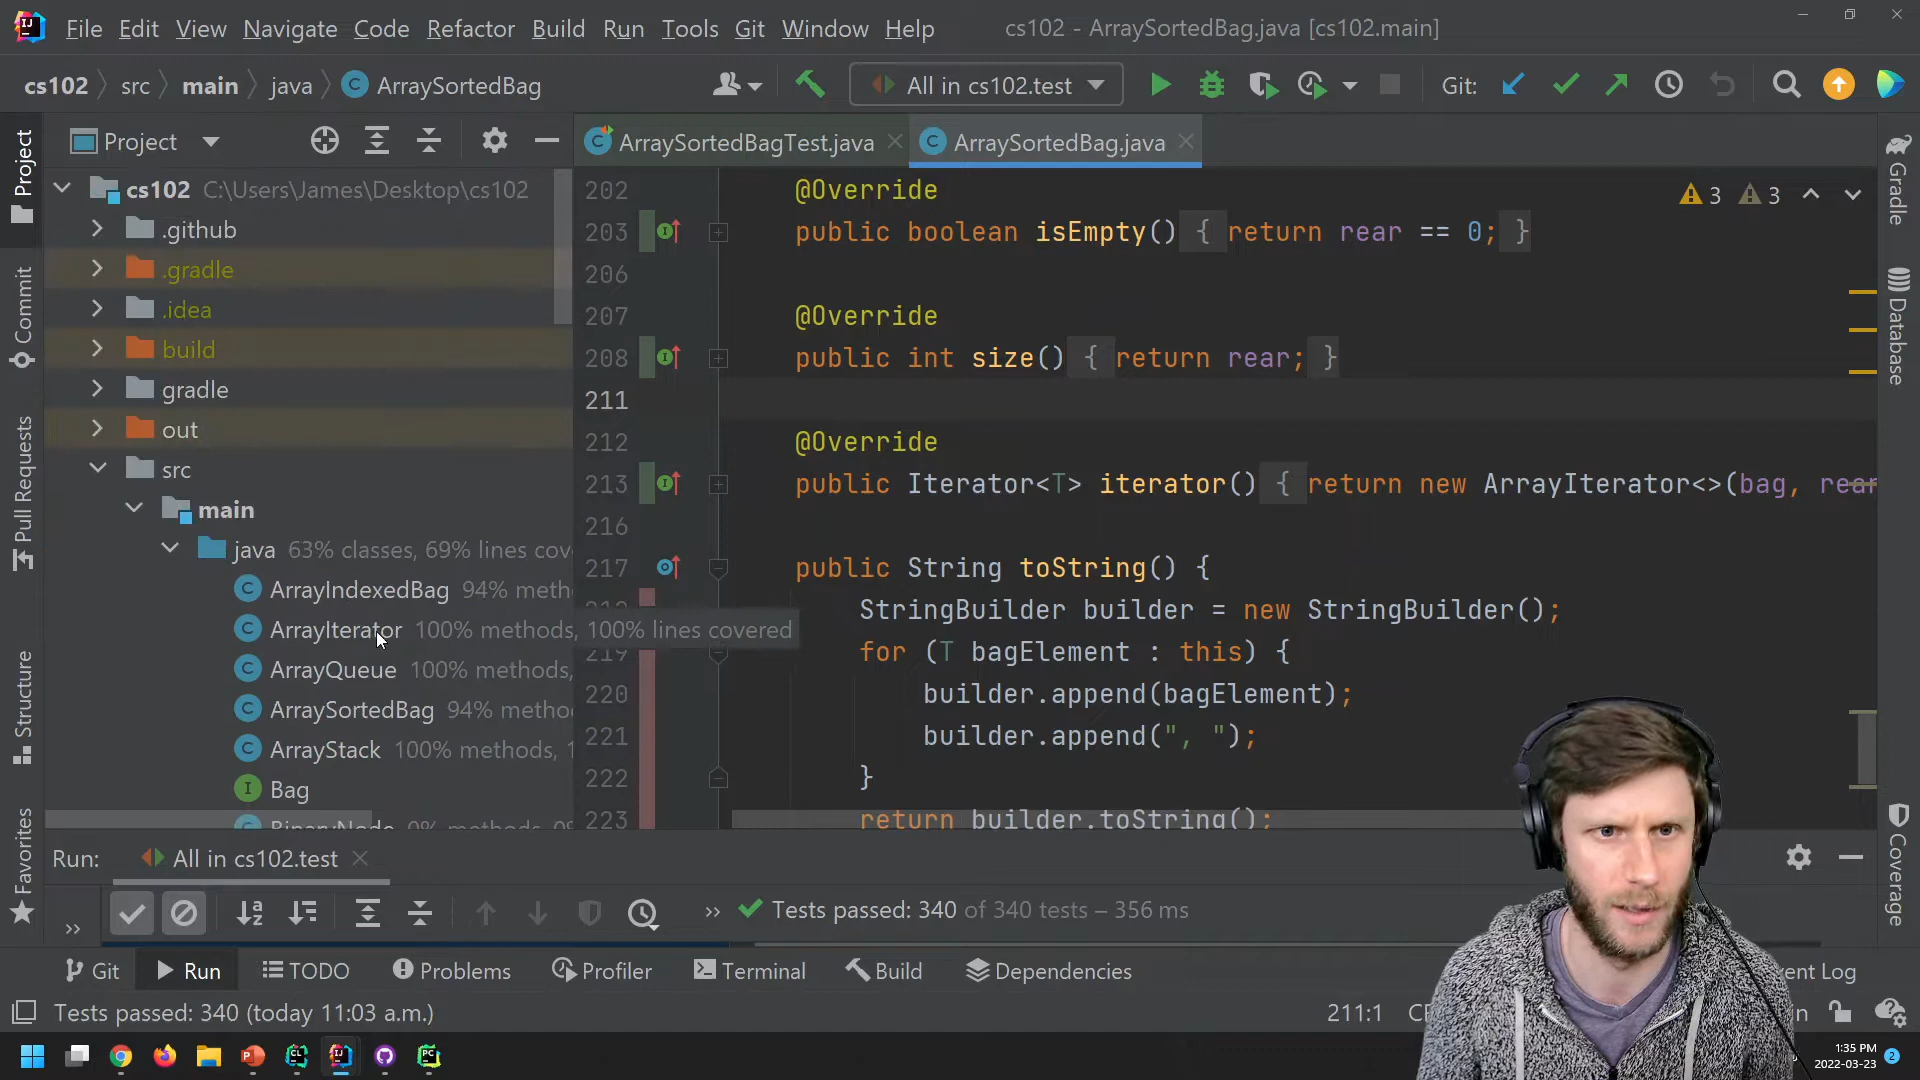 File Edit View Navigate Code Refactor Build Run Tools Git Window Help cs102 - ArraySortedBag.java [cs102.main]
cs102 src main java ArraySortedBag All in cs102.test Git:
Project ArraySortedBagTest.java ArraySortedBag.java
cs102 C:\Users\James\Desktop\cs102
.github
.gradle
.idea
build
gradle
out
src
main
java 63% classes, 69% lines cov
ArrayIndexedBag 94% meth
ArrayIterator 100% methods, 100% lines covered
ArrayQueue 100% methods,
ArraySortedBag 94% metho
ArrayStack 100% methods, 1
Bag
BinaryNode 0% methods, 0%
202 @Override
203 public boolean isEmpty() { return rear == 0; }
206
207 @Override
208 public int size() { return rear; }
211
212 @Override
213 public Iterator<T> iterator() { return new ArrayIterator<>(bag, rear
216
217 public String toString() {
StringBuilder builder = new StringBuilder();
219 for (T bagElement : this) {
220 builder.append(bagElement);
221 builder.append(", ");
222 }
223 return builder.toString();
3 3
Project
Commit
Pull Requests
Structure
Favorites
Gradle
Database
Coverage
Run: All in cs102.test
Tests passed: 340 of 340 tests – 356 ms
Git Run TODO Problems Profiler Terminal Build Dependencies vent Log
Tests passed: 340 (today 11:03 a.m.) 211:1
1:35 PM
2022-03-23
2